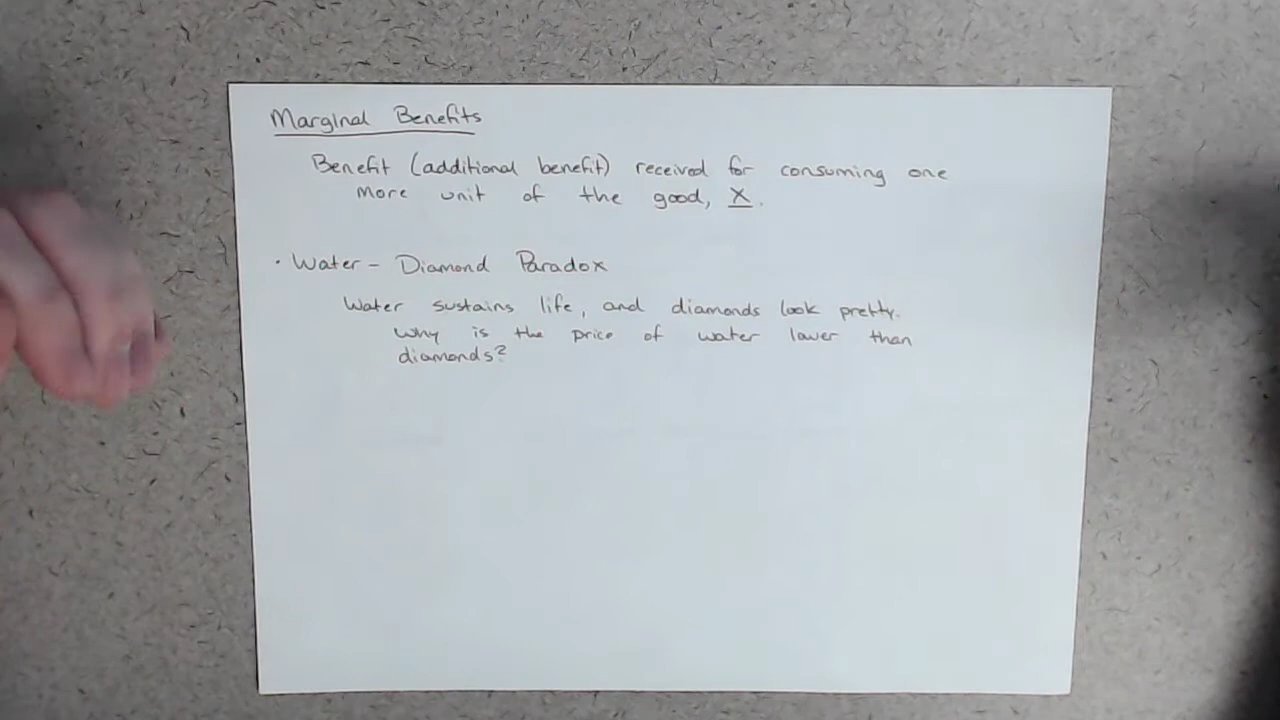 Marginal Benefits
Benefit (additional benefit) received for consuming one
more unit of the good, X.
· Water - Diamond Paradox
Water sustains life, and diamonds look pretty.
Why is the price of water lower than
diamonds?